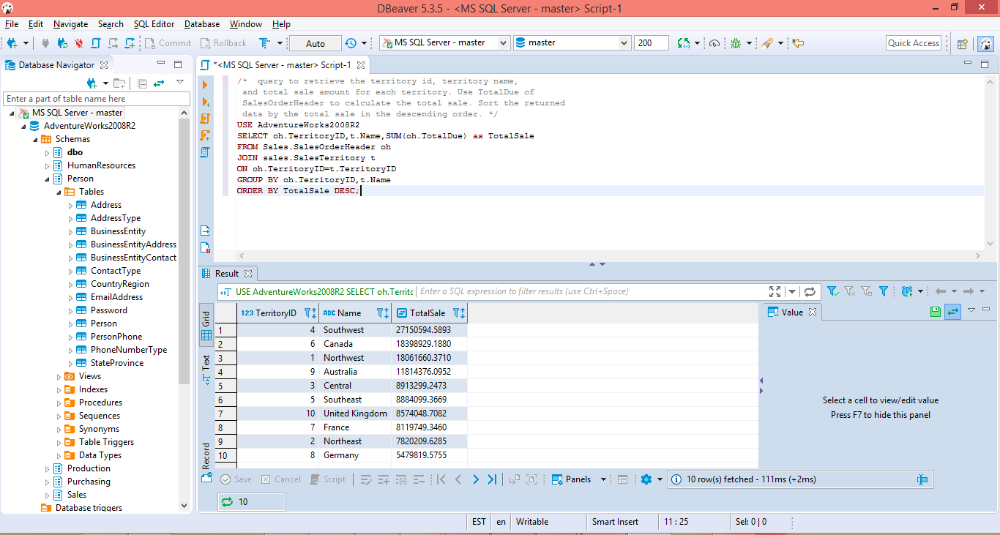 DBeaver 5.3.5 - <MS SQL Server - master> Script-1
File Edit Navigate Search SQL Editor Database Window Help
Commit Rollback Auto MS SQL Server - master master 200 Quick Access
Database Navigator
Enter a part of table name here
MS SQL Server - master
AdventureWorks2008R2
Schemas
dbo
HumanResources
Person
Tables
Address
AddressType
BusinessEntity
BusinessEntityAddress
BusinessEntityContact
ContactType
CountryRegion
EmailAddress
Password
Person
PersonPhone
PhoneNumberType
StateProvince
Views
Indexes
Procedures
Sequences
Synonyms
Table Triggers
Data Types
Production
Purchasing
Sales
Database triggers
*<MS SQL Server - master> Script-1
/*  query to retrieve the territory id, territory name,
and total sale amount for each territory. Use TotalDue of
SalesOrderHeader to calculate the total sale. Sort the returned
data by the total sale in the descending order. */
USE AdventureWorks2008R2
SELECT oh.TerritoryID,t.Name,SUM(oh.TotalDue) as TotalSale
FROM Sales.SalesOrderHeader oh
JOIN sales.SalesTerritory t
ON oh.TerritoryID=t.TerritoryID
GROUP BY oh.TerritoryID,t.Name
ORDER BY TotalSale DESC;
Result
USE AdventureWorks2008R2 SELECT oh.Territo Enter a SQL expression to filter results (use Ctrl+Space)
Grid
Text
Record
123 TerritoryID ABC Name TotalSale
1 4 Southwest 27150594.5893
2 6 Canada 18398929.1880
3 1 Northwest 18061660.3710
4 9 Australia 11814376.0952
5 3 Central 8913299.2473
6 5 Southeast 8884099.3669
7 10 United Kingdom 8574048.7082
8 7 France 8119749.3460
9 2 Northeast 7820209.6285
10 8 Germany 5479819.5755
Value
Select a cell to view/edit value
Press F7 to hide this panel
Save Cancel Script Panels 10 row(s) fetched - 111ms (+2ms)
10
EST en Writable Smart Insert 11 : 25 Sel: 0 | 0